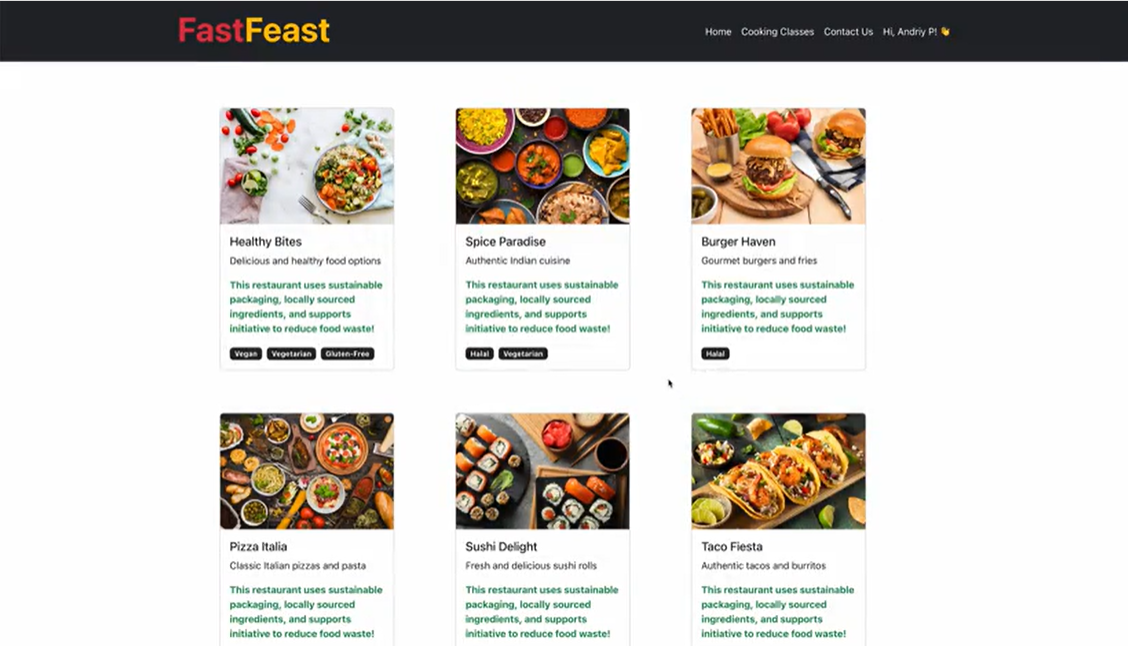 FastFeast
Home Cooking Classes Contact Us Hi, Andriy P! 👋
Healthy Bites
Delicious and healthy food options
This restaurant uses sustainable
packaging, locally sourced
ingredients, and supports
initiative to reduce food waste!
Vegan Vegetarian Gluten-Free
Spice Paradise
Authentic Indian cuisine
This restaurant uses sustainable
packaging, locally sourced
ingredients, and supports
initiative to reduce food waste!
Halal Vegetarian
Burger Haven
Gourmet burgers and fries
This restaurant uses sustainable
packaging, locally sourced
ingredients, and supports
initiative to reduce food waste!
Halal
Pizza Italia
Classic Italian pizzas and pasta
This restaurant uses sustainable
packaging, locally sourced
ingredients, and supports
initiative to reduce food waste!
Sushi Delight
Fresh and delicious sushi rolls
This restaurant uses sustainable
packaging, locally sourced
ingredients, and supports
initiative to reduce food waste!
Taco Fiesta
Authentic tacos and burritos
This restaurant uses sustainable
packaging, locally sourced
ingredients, and supports
initiative to reduce food waste!